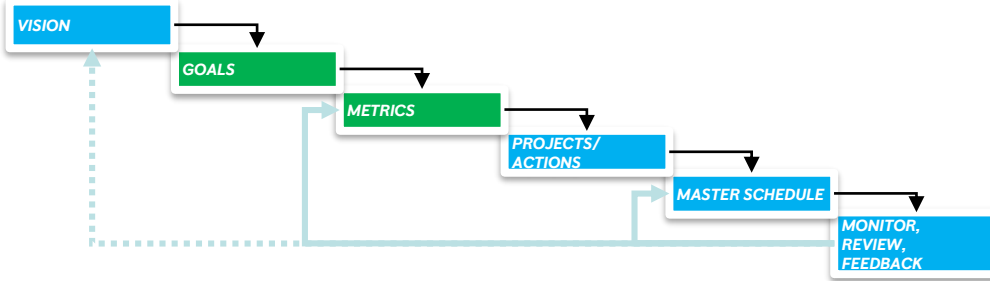 VISION
GOALS
METRICS
PROJECTS/
ACTIONS
MASTER SCHEDULE
MONITOR,
REVIEW,
FEEDBACK